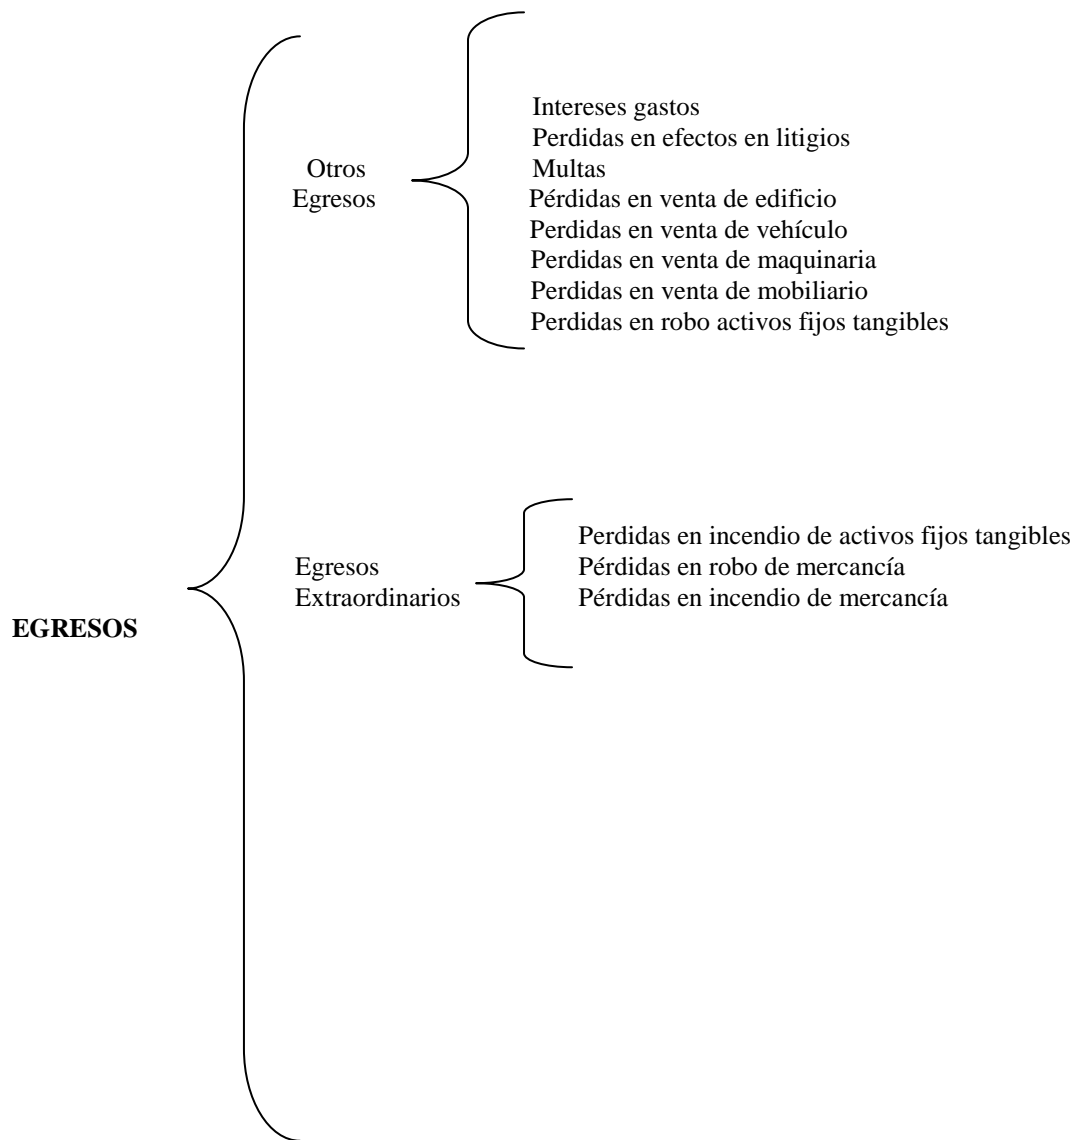 EGRESOS
Otros
Egresos
Intereses gastos
Perdidas en efectos en litigios
Multas
Pérdidas en venta de edificio
Perdidas en venta de vehículo
Perdidas en venta de maquinaria
Perdidas en venta de mobiliario
Perdidas en robo activos fijos tangibles
Egresos
Extraordinarios
Perdidas en incendio de activos fijos tangibles
Pérdidas en robo de mercancía
Pérdidas en incendio de mercancía